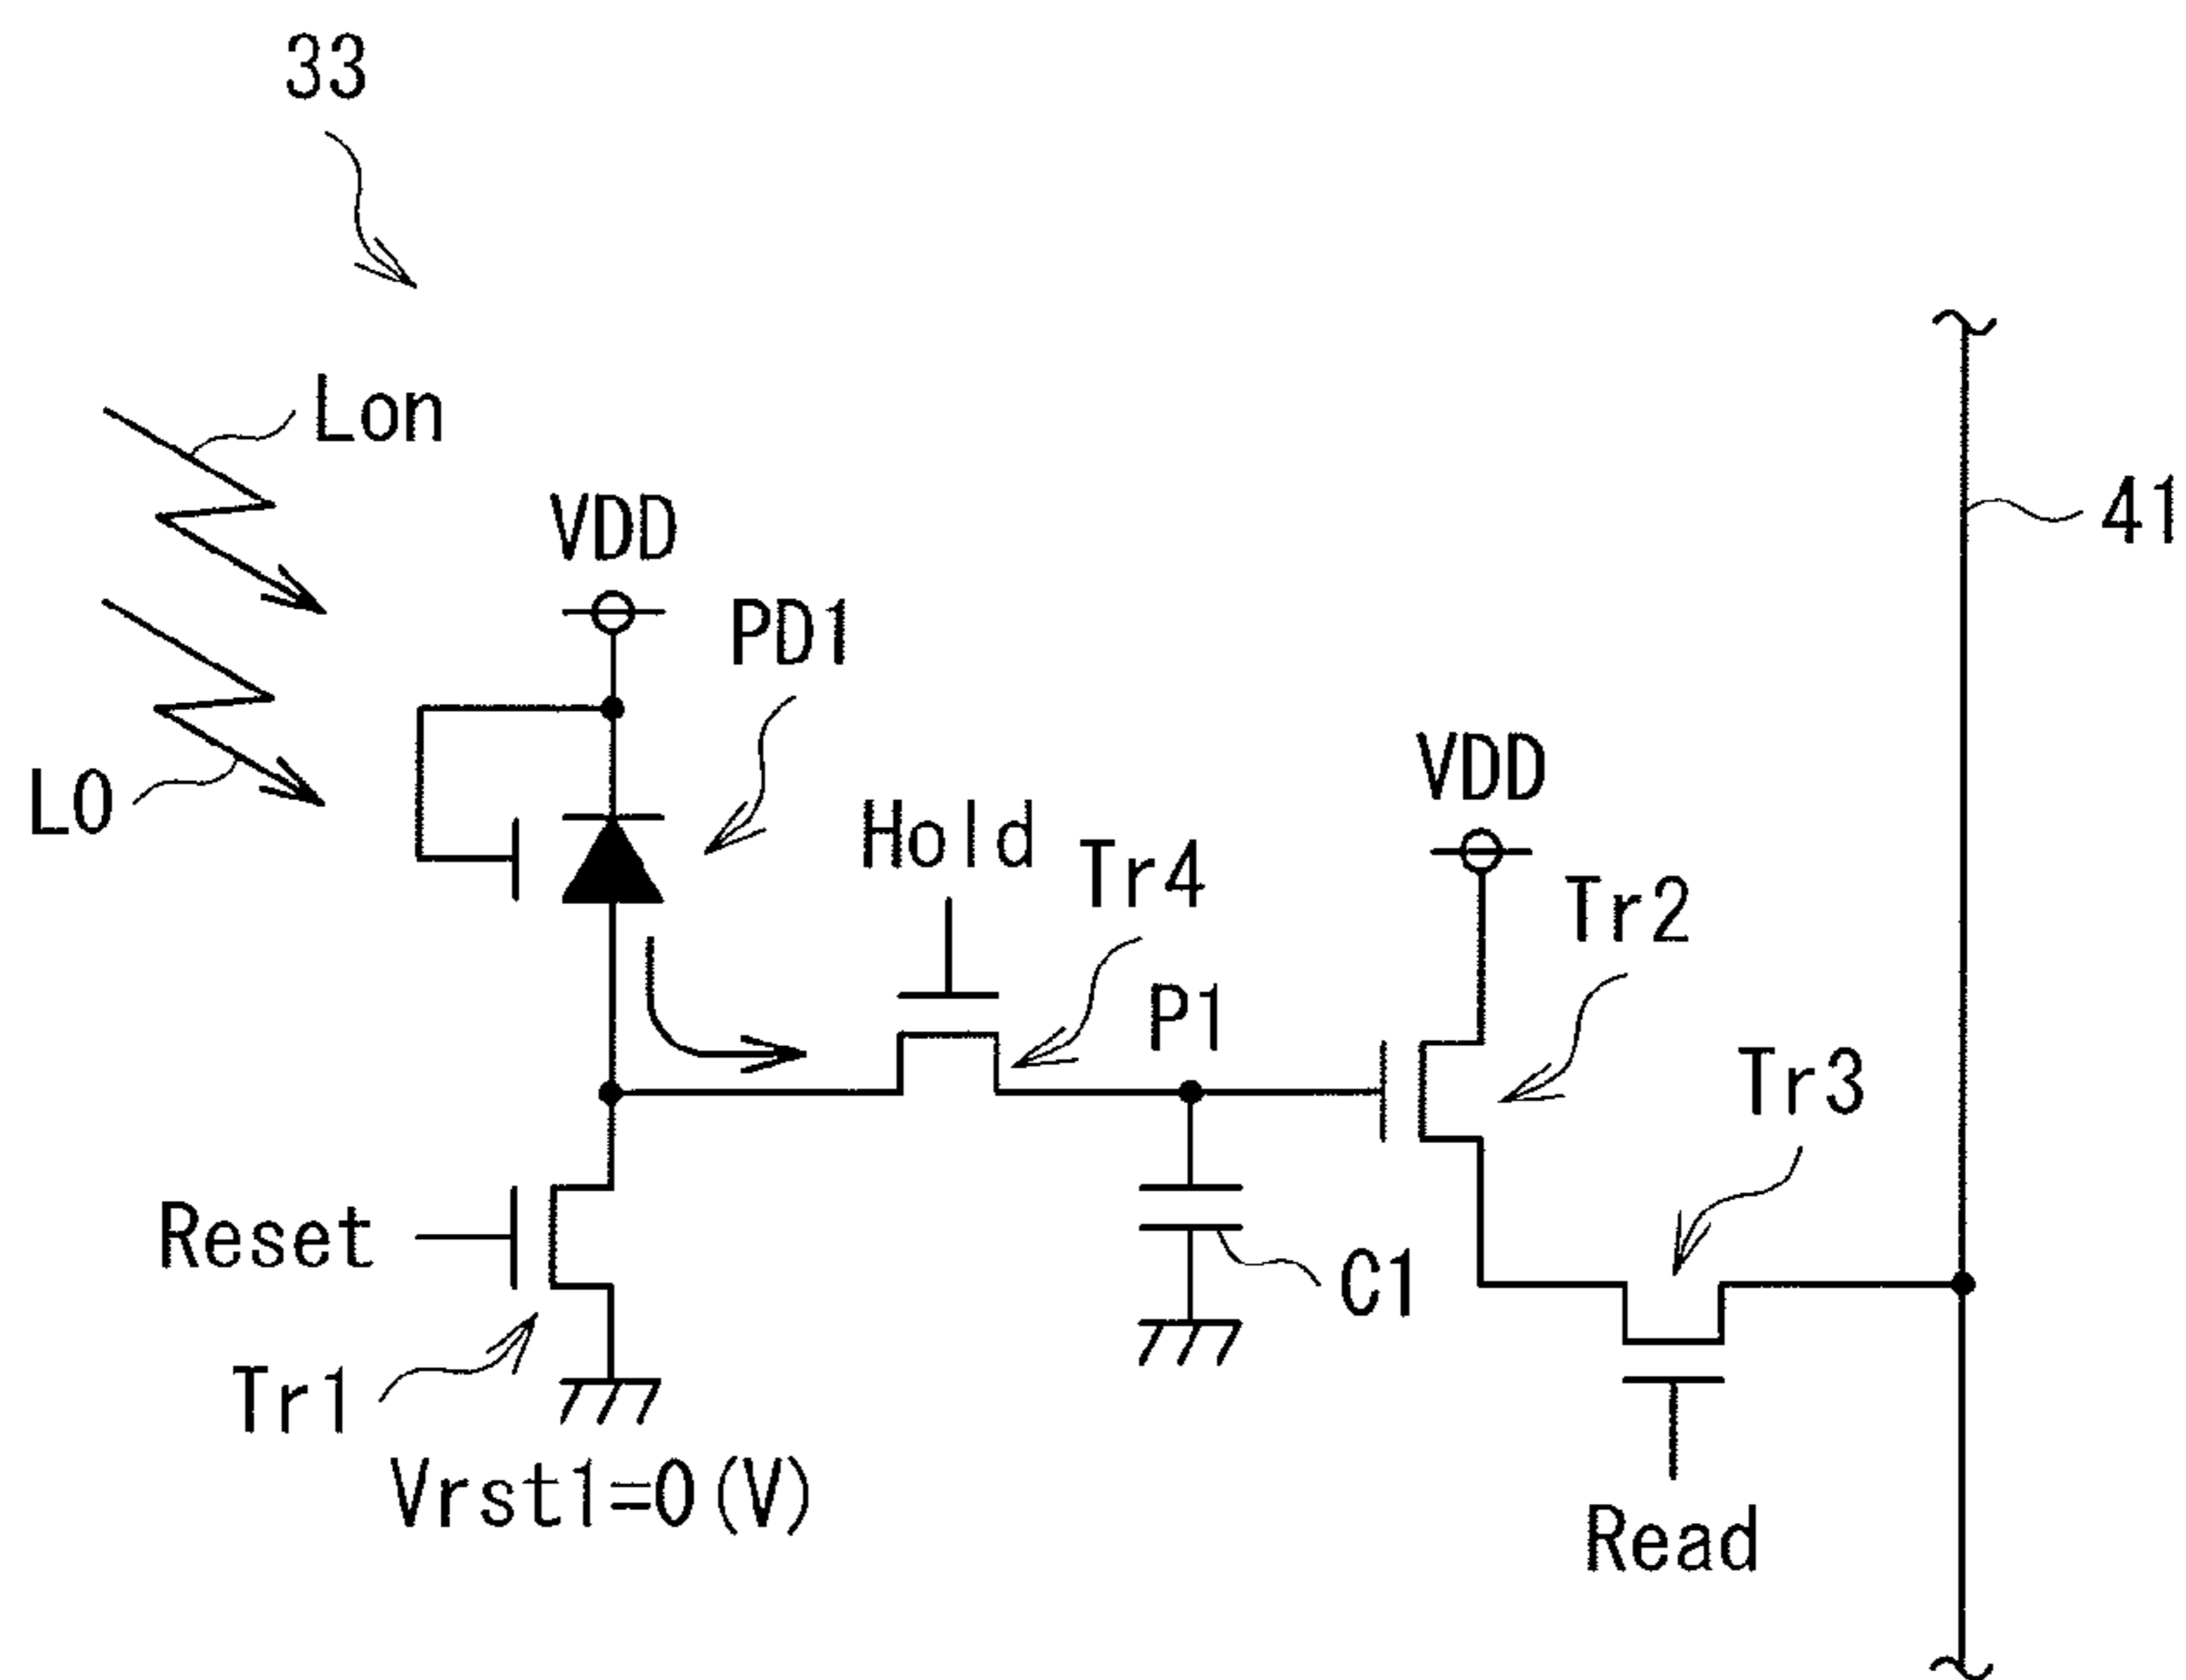 33
Lon
41
VDD
PD1
L0
VDD
Hold
Tr4
Tr2
P1
Tr3
Reset
C1
Tr1
Vrst1=0(V)
Read